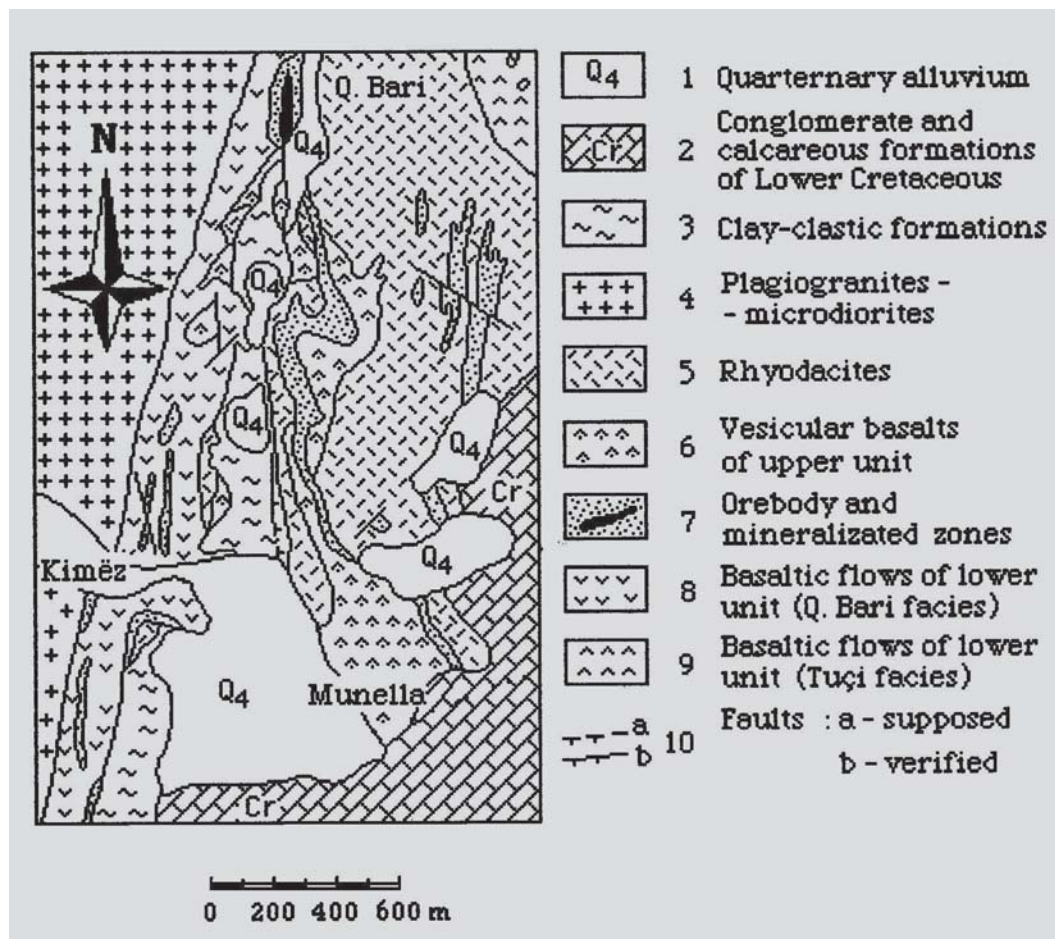 Q. Bari
N
Q4
Q4
Q4
Q4
Cr
Q4
Kimëz
Q4
Munella
Cr
0 200 400 600 m
Q4 1 Quarternary alluvium
Cr 2 Conglomerate and
calcareous formations
of Lower Cretaceous
3 Clay-clastic formations
4 Plagiogranites -
- microdiorites
5 Rhyodacites
6 Vesicular basalts
of upper unit
7 Orebody and
mineralizated zones
8 Basaltic flows of lower
unit (Q. Bari facies)
9 Basaltic flows of lower
unit (Tuçi facies)
a
b 10 Faults : a - supposed
b - verified